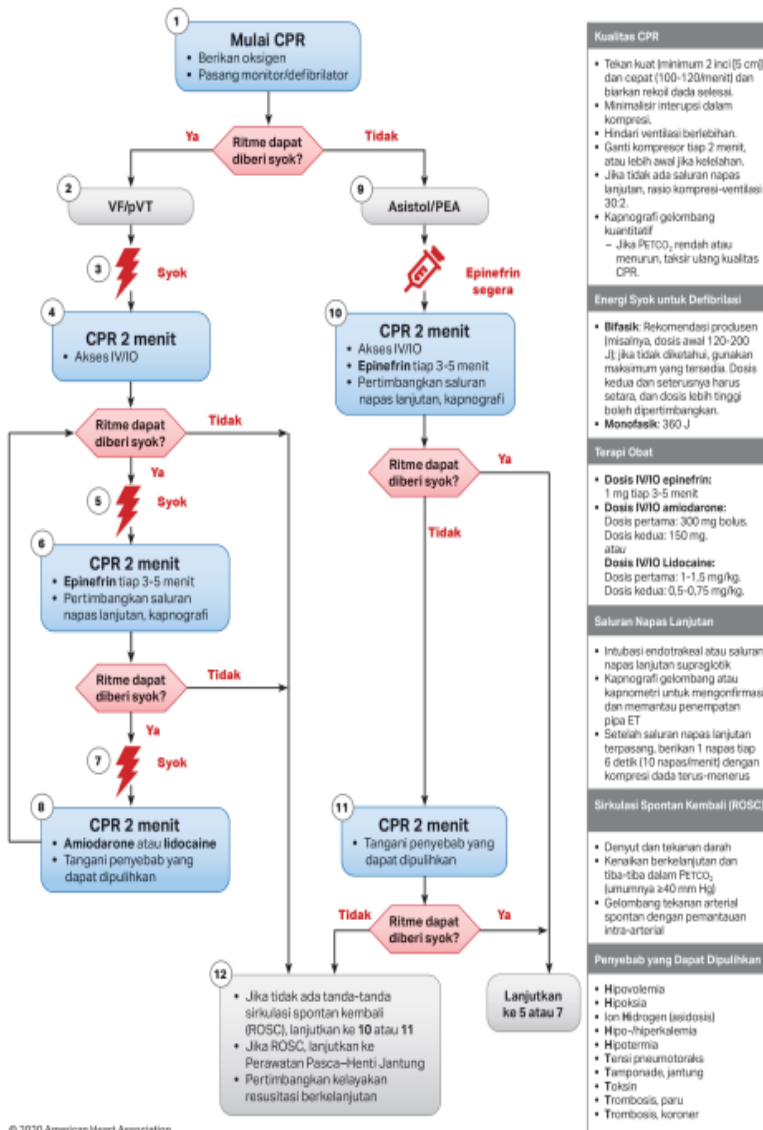 1
Mulai CPR
• Berikan oksigen
• Pasang monitor/defibrilator
Ya
Ritme dapat
diberi syok?
Tidak
2
VF/pVT
9
Asistol/PEA
3
Syok
Epinefrin
segera
4
CPR 2 menit
• Akses IV/IO
10
CPR 2 menit
• Akses IV/IO
• Epinefrin tiap 3-5 menit
• Pertimbangkan saluran
napas lanjutan, kapnografi
Ritme dapat
diberi syok?
Tidak
Ya
5
Syok
Ritme dapat
diberi syok?
Ya
Tidak
6
CPR 2 menit
• Epinefrin tiap 3-5 menit
• Pertimbangkan saluran
napas lanjutan, kapnografi
Ritme dapat
diberi syok?
Tidak
Ya
7
Syok
8
CPR 2 menit
• Amiodarone atau lidocaine
• Tangani penyebab yang
dapat dipulihkan
11
CPR 2 menit
• Tangani penyebab yang
dapat dipulihkan
Tidak
Ritme dapat
diberi syok?
Ya
12
• Jika tidak ada tanda-tanda
sirkulasi spontan kembali
(ROSC), lanjutkan ke 10 atau 11
• Jika ROSC, lanjutkan ke
Perawatan Pasca–Henti Jantung
• Pertimbangkan kelayakan
resusitasi berkelanjutan
Lanjutkan
ke 5 atau 7
© 2020 American Heart Association
Kualitas CPR
• Tekan kuat (minimum 2 inci [5 cm])
dan cepat (100-120/menit) dan
biarkan rekoil dada selesai.
• Minimalisir interupsi dalam
kompresi.
• Hindari ventilasi berlebihan.
• Ganti kompresor tiap 2 menit,
atau lebih awal jika kelelahan.
• Jika tidak ada saluran napas
lanjutan, rasio kompresi-ventilasi
30:2.
• Kapnografi gelombang
kuantitatif
– Jika PETCO₂ rendah atau
menurun, taksir ulang kualitas
CPR.
Energi Syok untuk Defibrilasi
• Bifasik: Rekomendasi produsen
(misalnya, dosis awal 120-200
J); jika tidak diketahui, gunakan
maksimum yang tersedia. Dosis
kedua dan seterusnya harus
setara, dan dosis lebih tinggi
boleh dipertimbangkan.
• Monofasik: 360 J
Terapi Obat
• Dosis IV/IO epinefrin:
1 mg tiap 3-5 menit
• Dosis IV/IO amiodarone:
Dosis pertama: 300 mg bolus.
Dosis kedua: 150 mg.
atau
Dosis IV/IO Lidocaine:
Dosis pertama: 1-1.5 mg/kg.
Dosis kedua: 0,5-0,75 mg/kg.
Saluran Napas Lanjutan
• Intubasi endotrakeal atau saluran
napas lanjutan supraglotik
• Kapnografi gelombang atau
kapnometri untuk mengonfirmasi
dan memantau penempatan
pipa ET
• Setelah saluran napas lanjutan
terpasang, berikan 1 napas tiap
6 detik (10 napas/menit) dengan
kompresi dada terus-menerus
Sirkulasi Spontan Kembali (ROSC)
• Denyut dan tekanan darah
• Kenaikan berkelanjutan dan
tiba-tiba dalam PETCO₂
(umumnya ≥40 mm Hg)
• Gelombang tekanan arterial
spontan dengan pemantauan
intra-arterial
Penyebab yang Dapat Dipulihkan
• Hipovolemia
• Hipoksia
• Ion Hidrogen (asidosis)
• Hipo-/hiperkalemia
• Hipotermia
• Tensi pneumotoraks
• Tamponade, jantung
• Toksin
• Trombosis, paru
• Trombosis, koroner